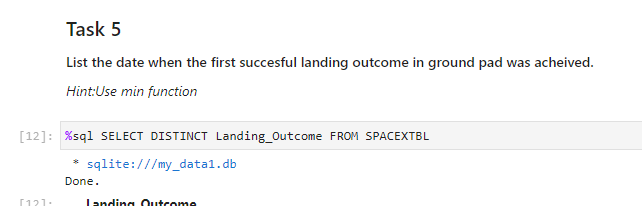 Task 5
List the date when the first succesful landing outcome in ground pad was acheived.
Hint:Use min function
[12]: %sql SELECT DISTINCT Landing_Outcome FROM SPACEXTBL
* sqlite:///my_data1.db
Done.
[12]: Landing_Outcome